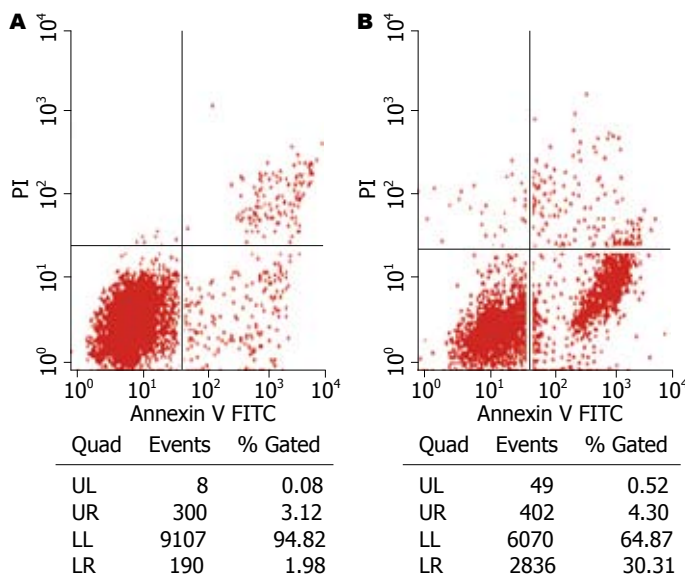 A
B
PI
10^4
10^3
10^2
10^1
10^0
10^0 10^1 10^2 10^3 10^4
Annexin V FITC
Quad Events % Gated
UL 8 0.08
UR 300 3.12
LL 9107 94.82
LR 190 1.98
PI
10^4
10^3
10^2
10^1
10^0
10^0 10^1 10^2 10^3 10^4
Annexin V FITC
Quad Events % Gated
UL 49 0.52
UR 402 4.30
LL 6070 64.87
LR 2836 30.31